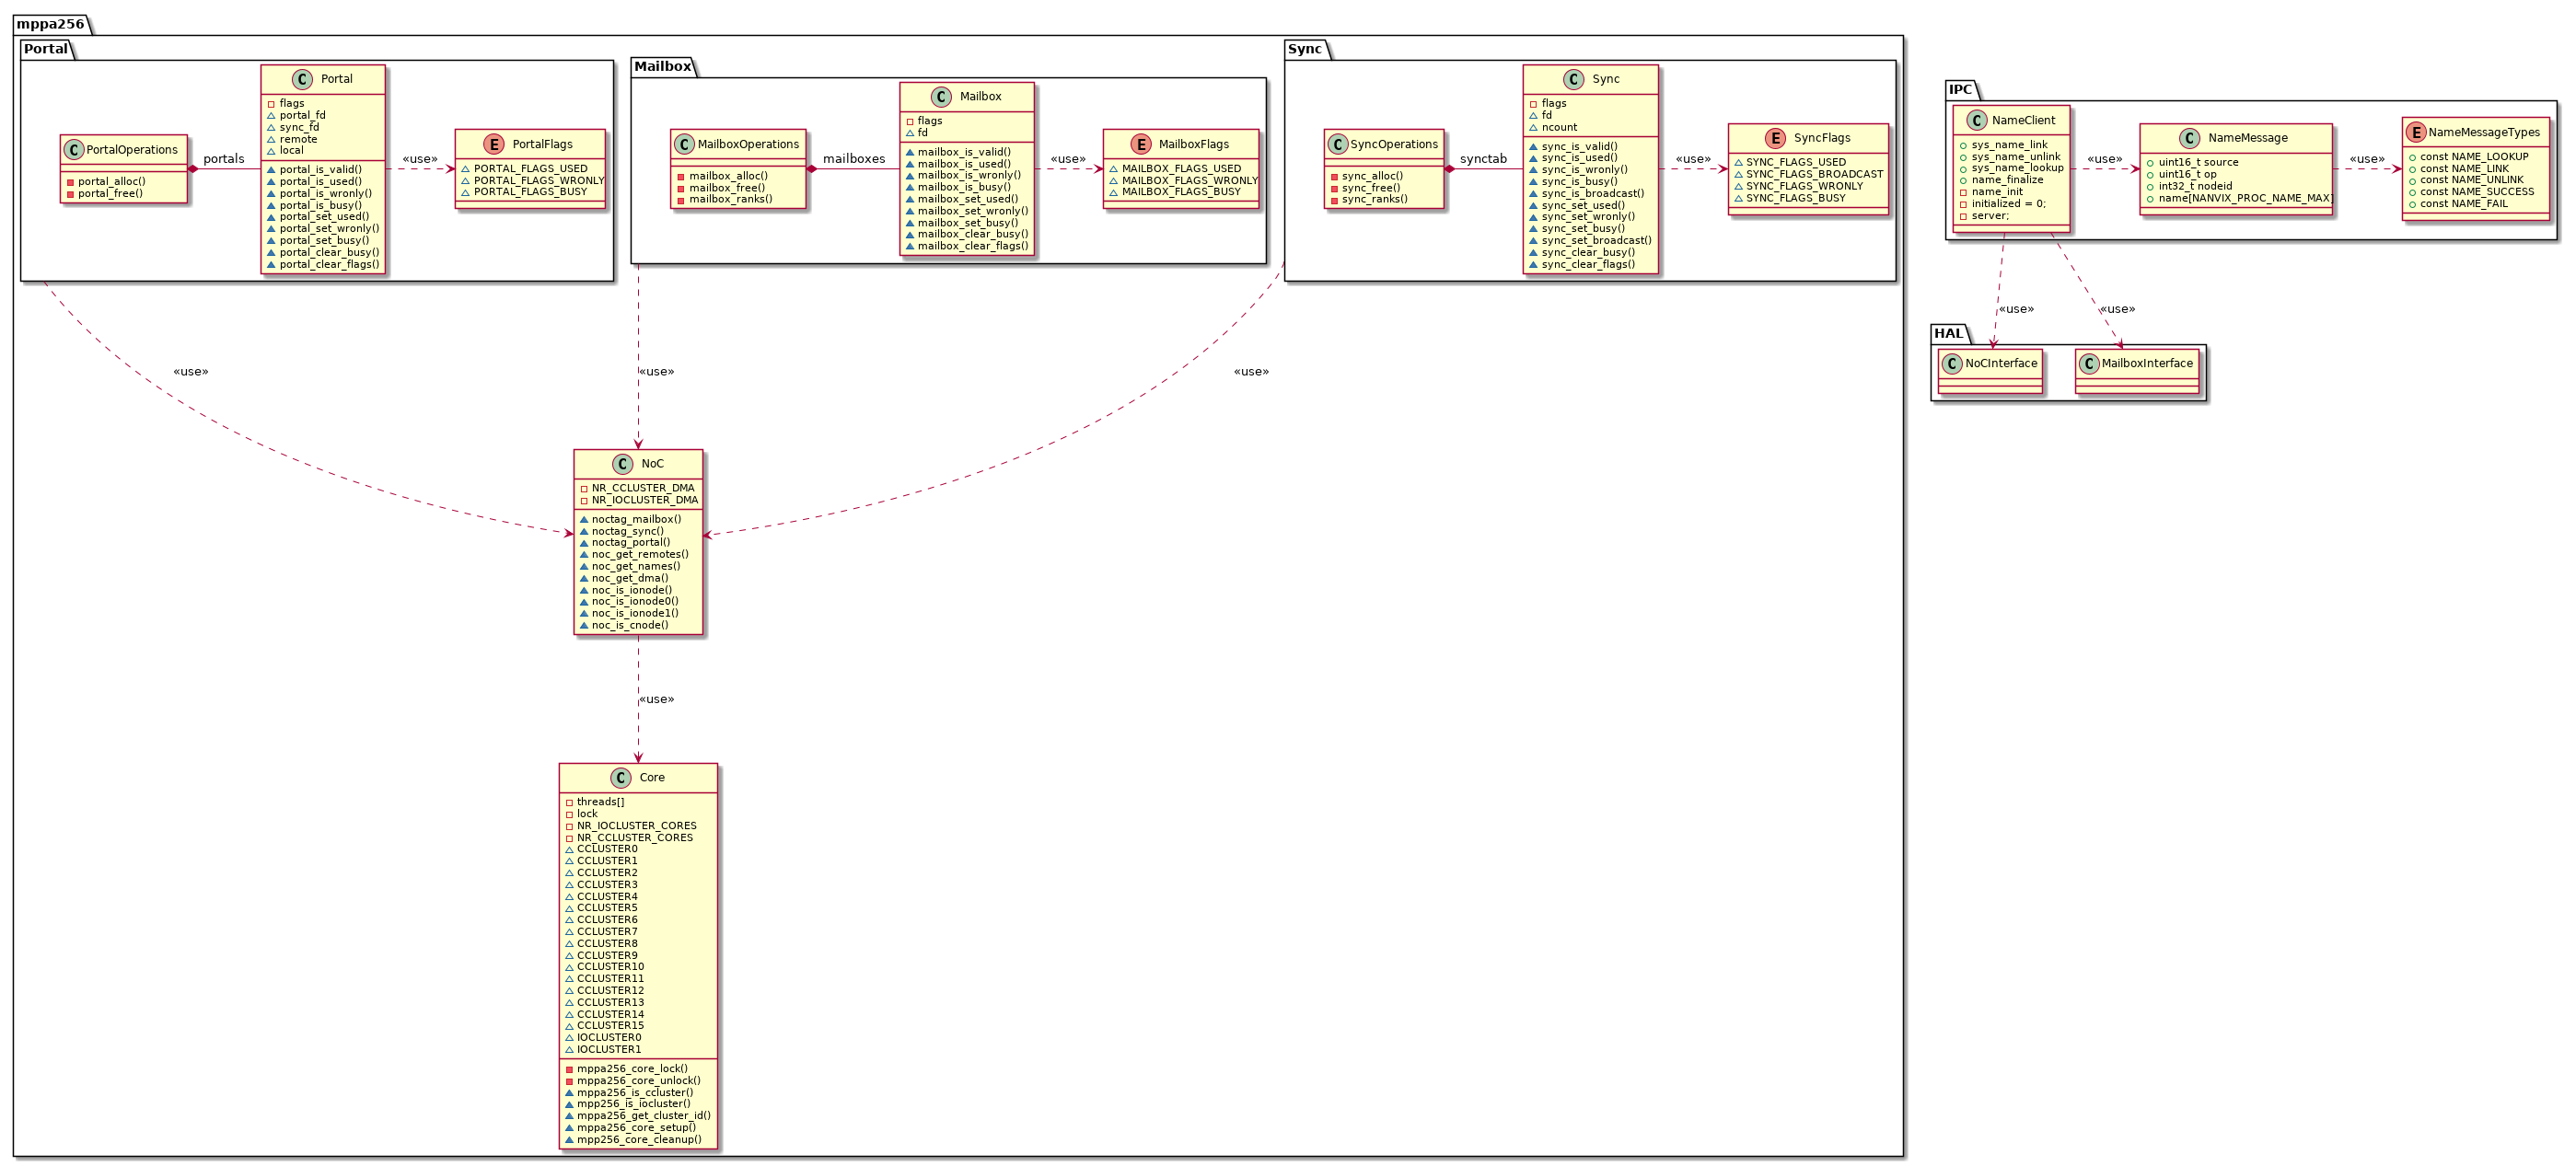 mppa256
Portal
C PortalOperations
portal_alloc()
portal_free()
portals
C Portal
flags
portal_fd
sync_fd
remote
local
portal_is_valid()
portal_is_used()
portal_is_wronly()
portal_is_busy()
portal_set_used()
portal_set_wronly()
portal_set_busy()
portal_clear_busy()
portal_clear_flags()
«use»
E PortalFlags
PORTAL_FLAGS_USED
PORTAL_FLAGS_WRONLY
PORTAL_FLAGS_BUSY
Mailbox
C MailboxOperations
mailbox_alloc()
mailbox_free()
mailbox_ranks()
mailboxes
C Mailbox
flags
fd
mailbox_is_valid()
mailbox_is_used()
mailbox_is_wronly()
mailbox_is_busy()
mailbox_set_used()
mailbox_set_wronly()
mailbox_set_busy()
mailbox_clear_busy()
mailbox_clear_flags()
«use»
E MailboxFlags
MAILBOX_FLAGS_USED
MAILBOX_FLAGS_WRONLY
MAILBOX_FLAGS_BUSY
Sync
C SyncOperations
sync_alloc()
sync_free()
sync_ranks()
synctab
C Sync
flags
fd
ncount
sync_is_valid()
sync_is_used()
sync_is_wronly()
sync_is_busy()
sync_is_broadcast()
sync_set_used()
sync_set_wronly()
sync_set_busy()
sync_set_broadcast()
sync_clear_busy()
sync_clear_flags()
«use»
E SyncFlags
SYNC_FLAGS_USED
SYNC_FLAGS_BROADCAST
SYNC_FLAGS_WRONLY
SYNC_FLAGS_BUSY
IPC
C NameClient
sys_name_link
sys_name_unlink
sys_name_lookup
name_finalize
name_init
initialized = 0;
server;
«use»
C NameMessage
uint16_t source
uint16_t op
int32_t nodeid
name[NANVIX_PROC_NAME_MAX]
«use»
E NameMessageTypes
const NAME_LOOKUP
const NAME_LINK
const NAME_UNLINK
const NAME_SUCCESS
const NAME_FAIL
«use»
«use»
HAL
C NoCInterface
C MailboxInterface
«use»
«use»
«use»
C NoC
NR_CCLUSTER_DMA
NR_IOCLUSTER_DMA
noctag_mailbox()
noctag_sync()
noctag_portal()
noc_get_remotes()
noc_get_names()
noc_get_dma()
noc_is_ionode()
noc_is_ionode0()
noc_is_ionode1()
noc_is_cnode()
«use»
C Core
threads[]
lock
NR_IOCLUSTER_CORES
NR_CCLUSTER_CORES
CCLUSTER0
CCLUSTER1
CCLUSTER2
CCLUSTER3
CCLUSTER4
CCLUSTER5
CCLUSTER6
CCLUSTER7
CCLUSTER8
CCLUSTER9
CCLUSTER10
CCLUSTER11
CCLUSTER12
CCLUSTER13
CCLUSTER14
CCLUSTER15
IOCLUSTER0
IOCLUSTER1
mppa256_core_lock()
mppa256_core_unlock()
mppa256_is_ccluster()
mpp256_is_iocluster()
mppa256_get_cluster_id()
mppa256_core_setup()
mpp256_core_cleanup()